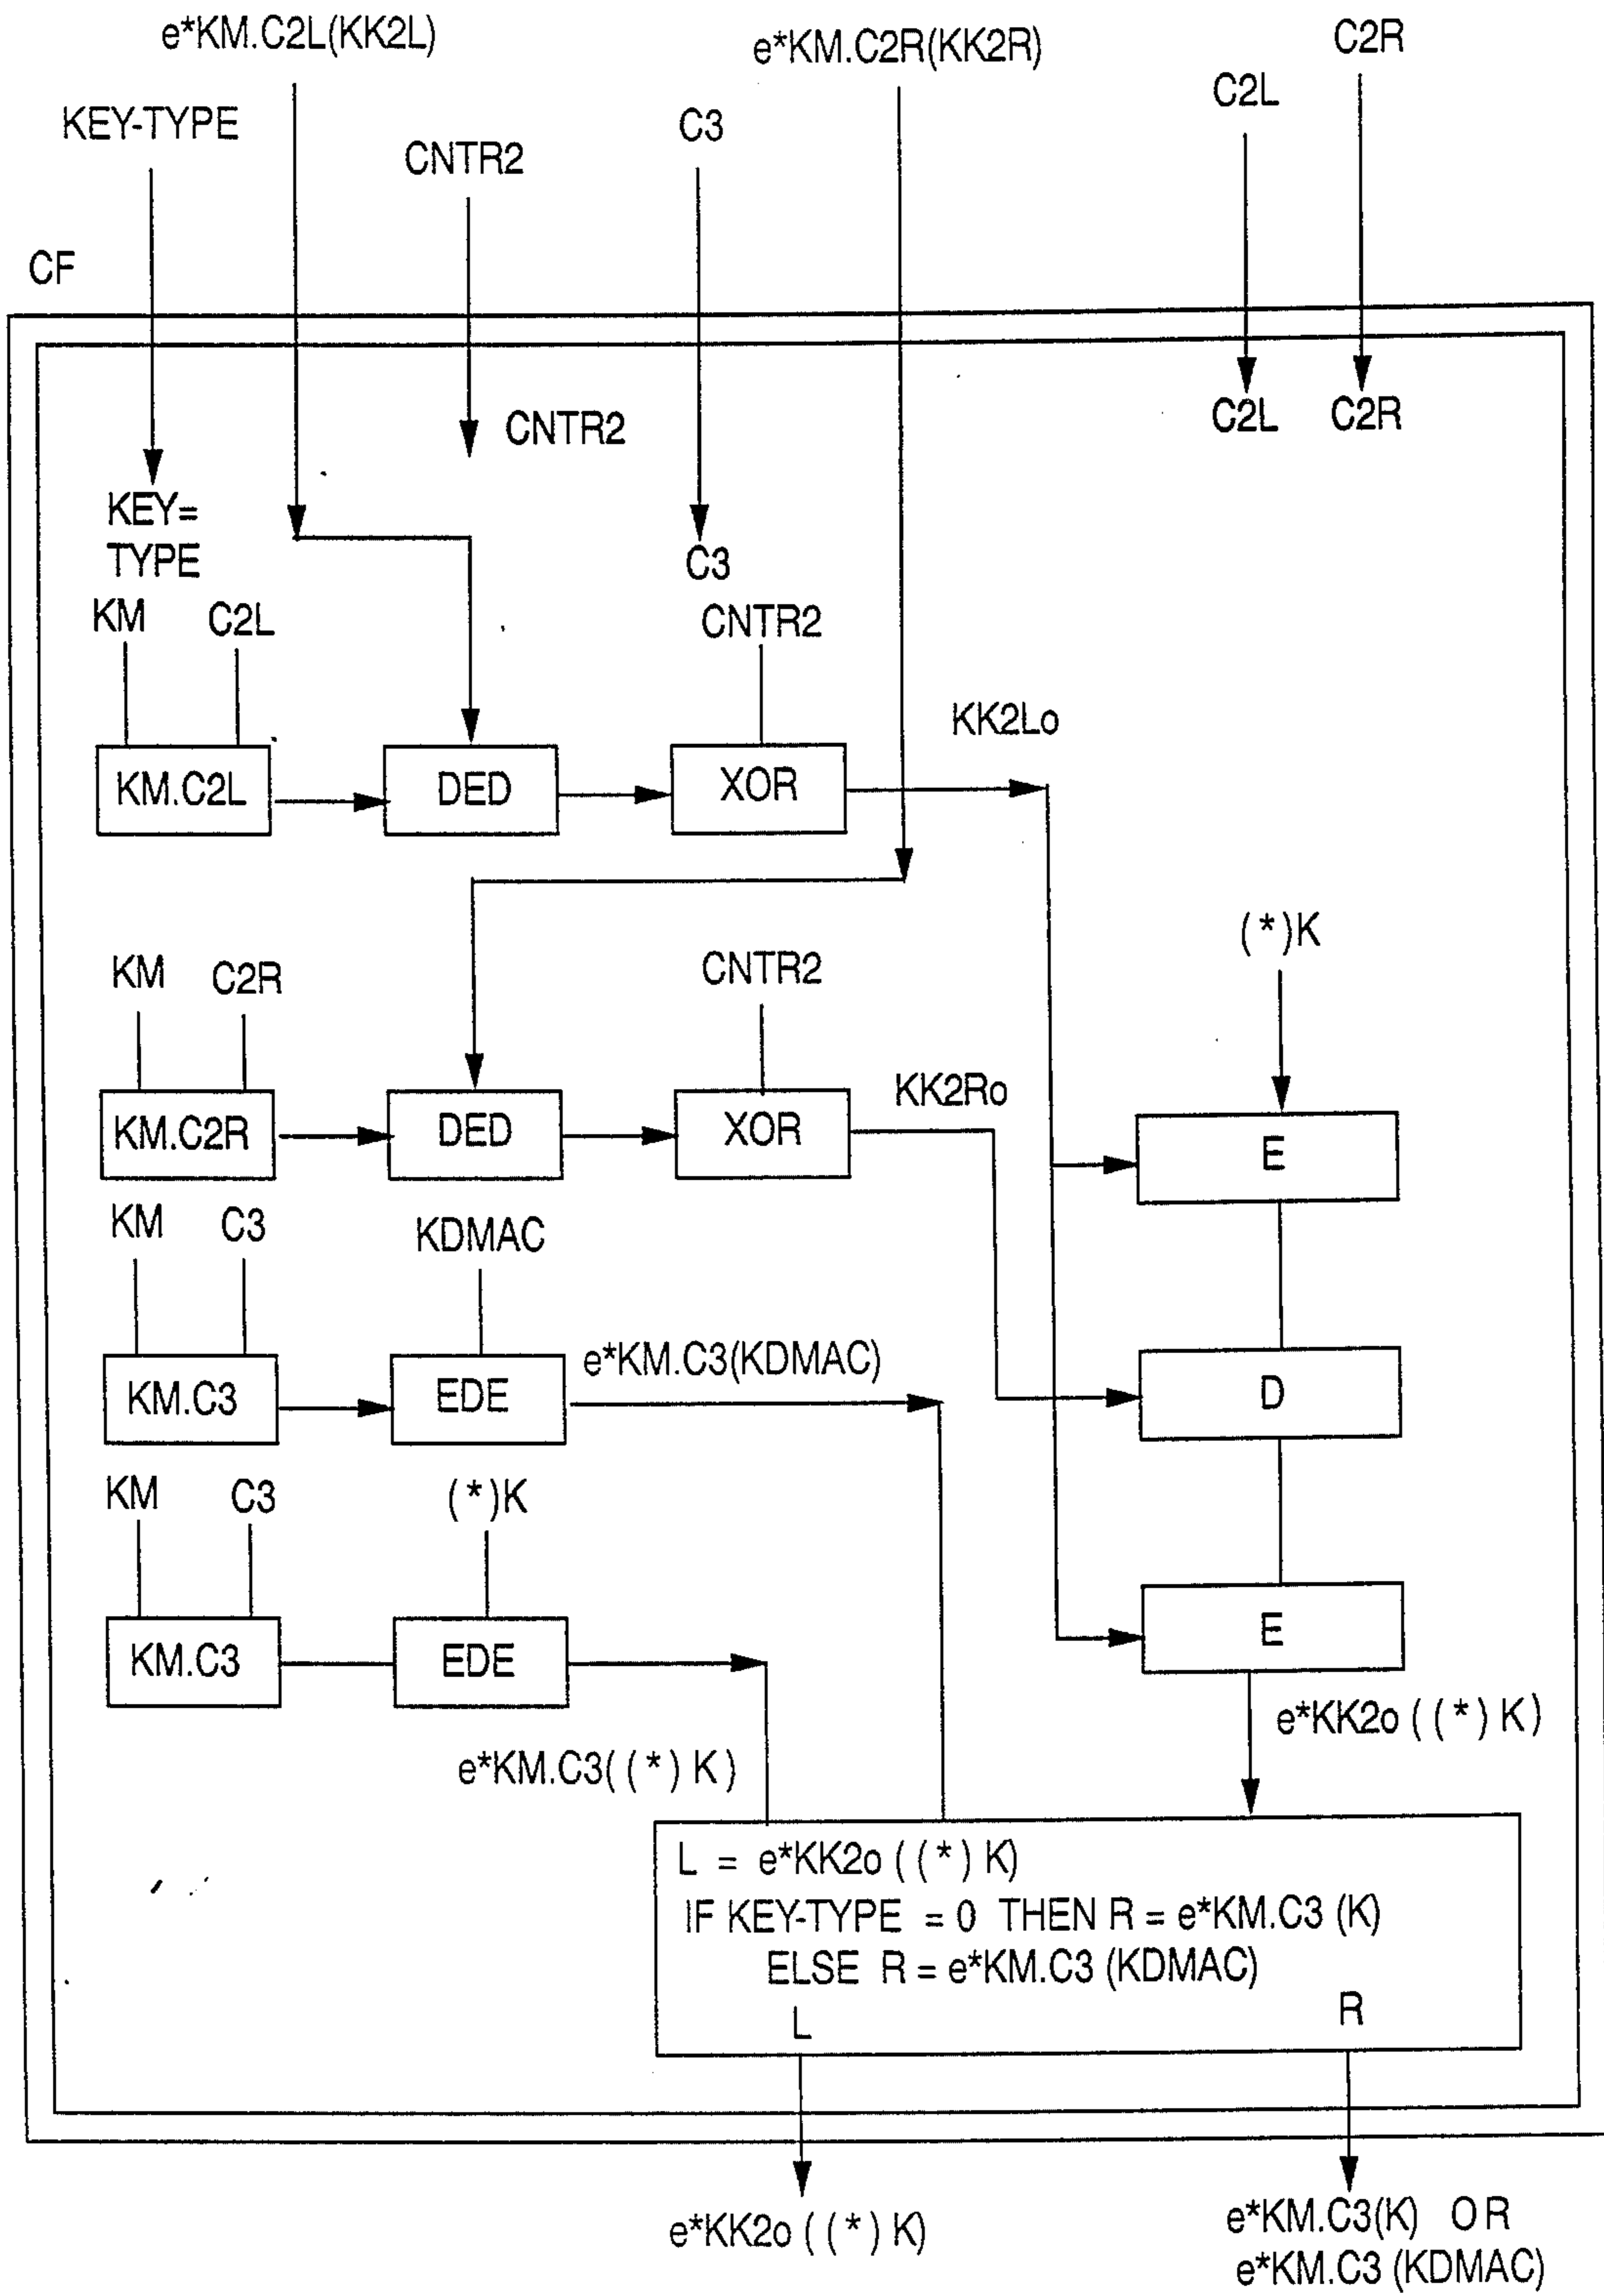 e*KM.C2L(KK2L)
e*KM.C2R(KK2R)
C2R
C2L
KEY-TYPE
C3
CNTR2
CF
CNTR2
C2L
C2R
KEY=
TYPE
C3
KM
C2L
CNTR2
KK2Lo
KM.C2L
DED
XOR
(*)K
KM
C2R
CNTR2
KK2Ro
KM.C2R
DED
XOR
E
KM
C3
KDMAC
e*KM.C3(KDMAC)
KM.C3
EDE
D
KM
C3
(*)K
KM.C3
EDE
E
e*KK2o ( (*) K)
e*KM.C3( (*) K)
L = e*KK2o ( (*) K)
IF KEY-TYPE = 0 THEN R = e*KM.C3 (K)
ELSE R = e*KM.C3 (KDMAC)
L
R
e*KK2o ( (*) K)
e*KM.C3(K) OR
e*KM.C3 (KDMAC)